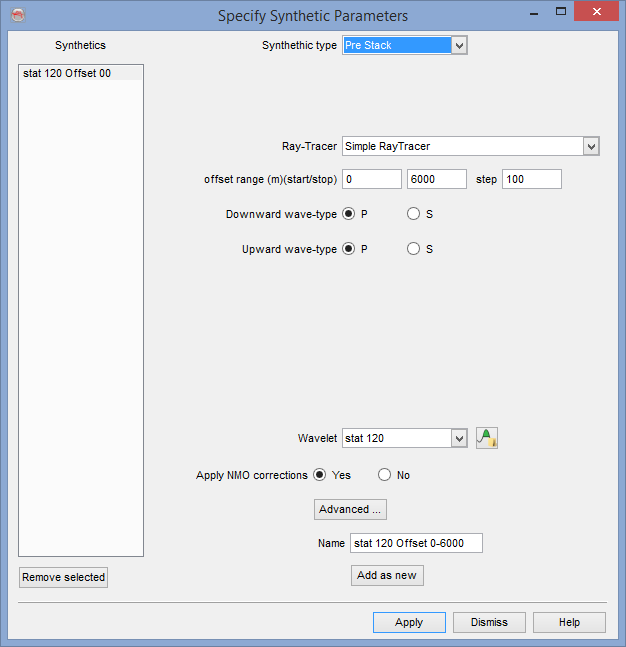 Specify Synthetic Parameters
Synthetics
Synthethic type Pre Stack
stat 120 Offset 00
Ray-Tracer Simple RayTracer
offset range (m)(start/stop) 0 6000 step 100
Downward wave-type P S
Upward wave-type P S
Wavelet stat 120
Apply NMO corrections Yes No
Advanced ...
Name stat 120 Offset 0-6000
Remove selected
Add as new
Apply Dismiss Help